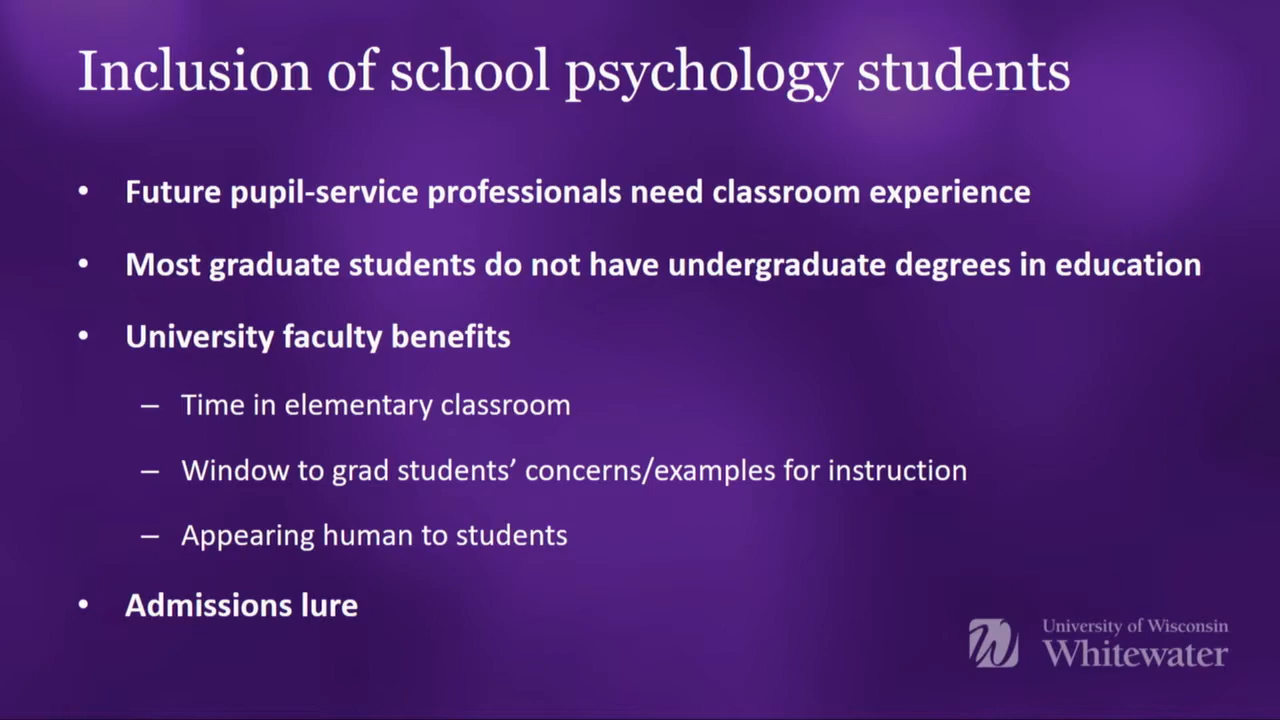 Inclusion of school psychology students
• Future pupil-service professionals need classroom experience
• Most graduate students do not have undergraduate degrees in education
• University faculty benefits
– Time in elementary classroom
– Window to grad students’ concerns/examples for instruction
– Appearing human to students
• Admissions lure
University of Wisconsin
Whitewater